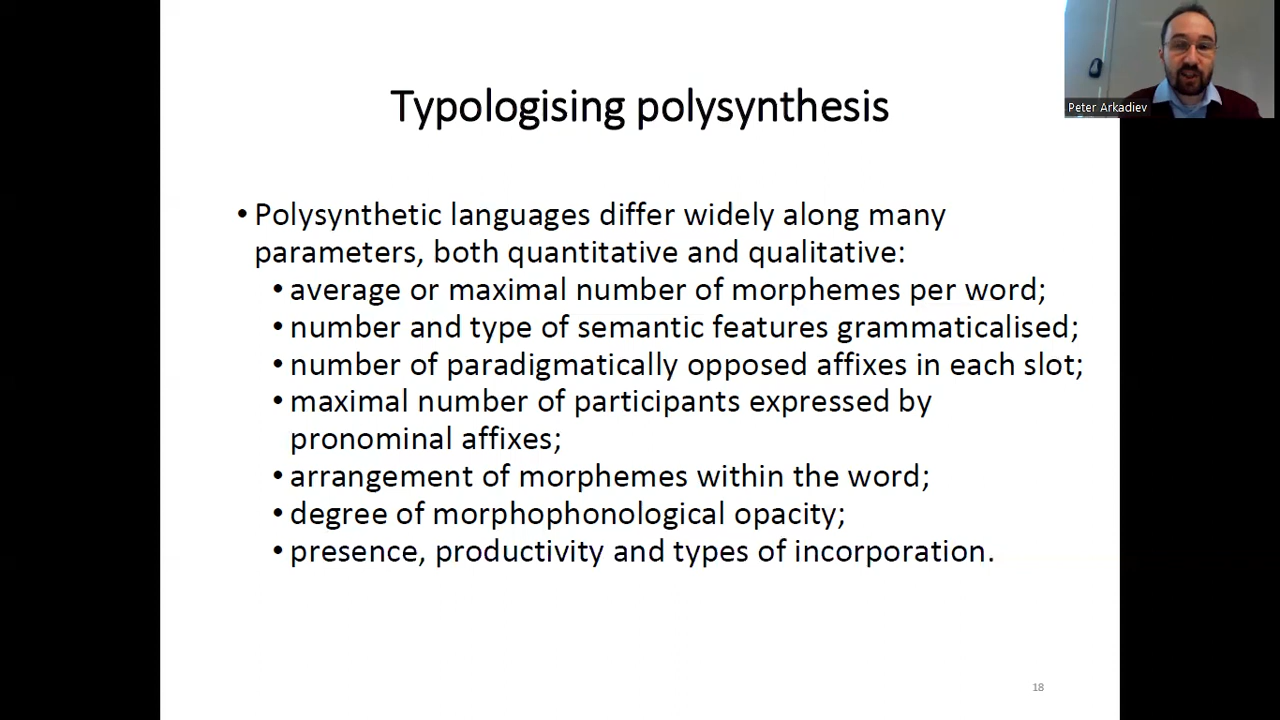 Typologising polysynthesis
Peter Arkadiev
• Polysynthetic languages differ widely along many
parameters, both quantitative and qualitative:
• average or maximal number of morphemes per word;
• number and type of semantic features grammaticalised;
• number of paradigmatically opposed affixes in each slot;
• maximal number of participants expressed by
pronominal affixes;
• arrangement of morphemes within the word;
• degree of morphophonological opacity;
• presence, productivity and types of incorporation.
18